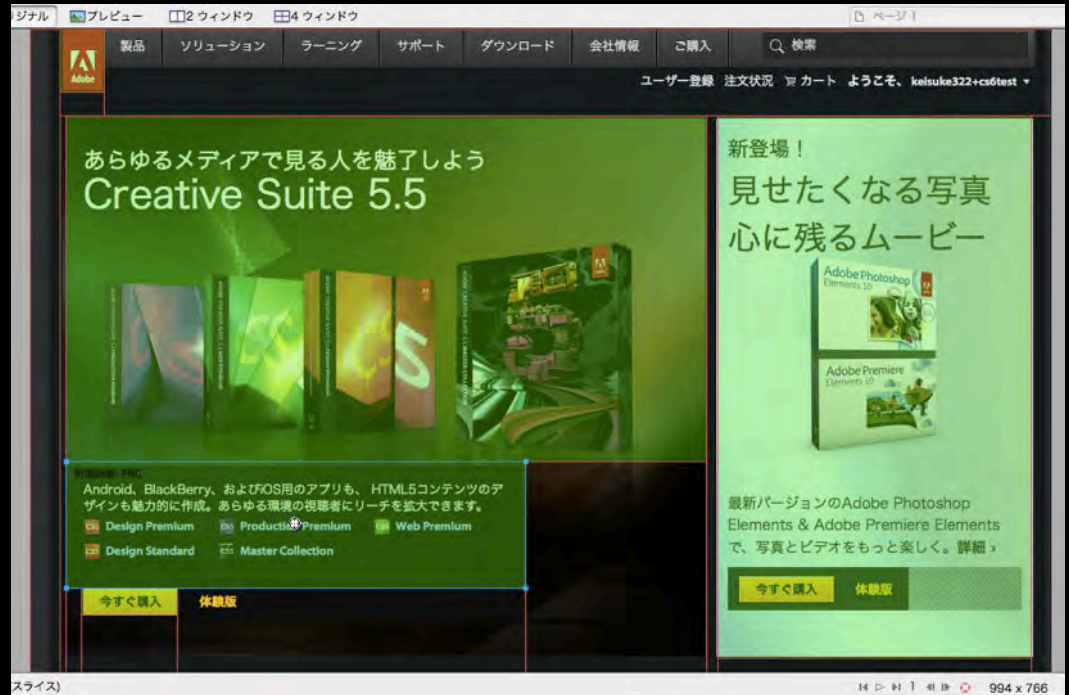 ジナル プレビュー 2 ウィンドウ 4 ウィンドウ ページ 1
Adobe
製品 ソリューション ラーニング サポート ダウンロード 会社情報 ご購入 検索
ユーザー登録 注文状況 カート ようこそ、 keisuke322+cs6test
あらゆるメディアで見る人を魅了しよう
Creative Suite 5.5
新登場！
見せたくなる写真
心に残るムービー
Adobe Photoshop
Elements 10
Adobe Premiere
Elements 10
PNG
Android、BlackBerry、およびiOS用のアプリも、 HTML5コンテンツのデ
ザインも魅力的に作成。あらゆる環境の視聴者にリーチを拡大できます。
Design Premium Production Premium Web Premium
Design Standard Master Collection
今すぐ購入 体験版
最新バージョンのAdobe Photoshop
Elements & Adobe Premiere Elements
で、写真とビデオをもっと楽しく。詳細 ›
今すぐ購入 体験版
スライス) 1 994 x 766